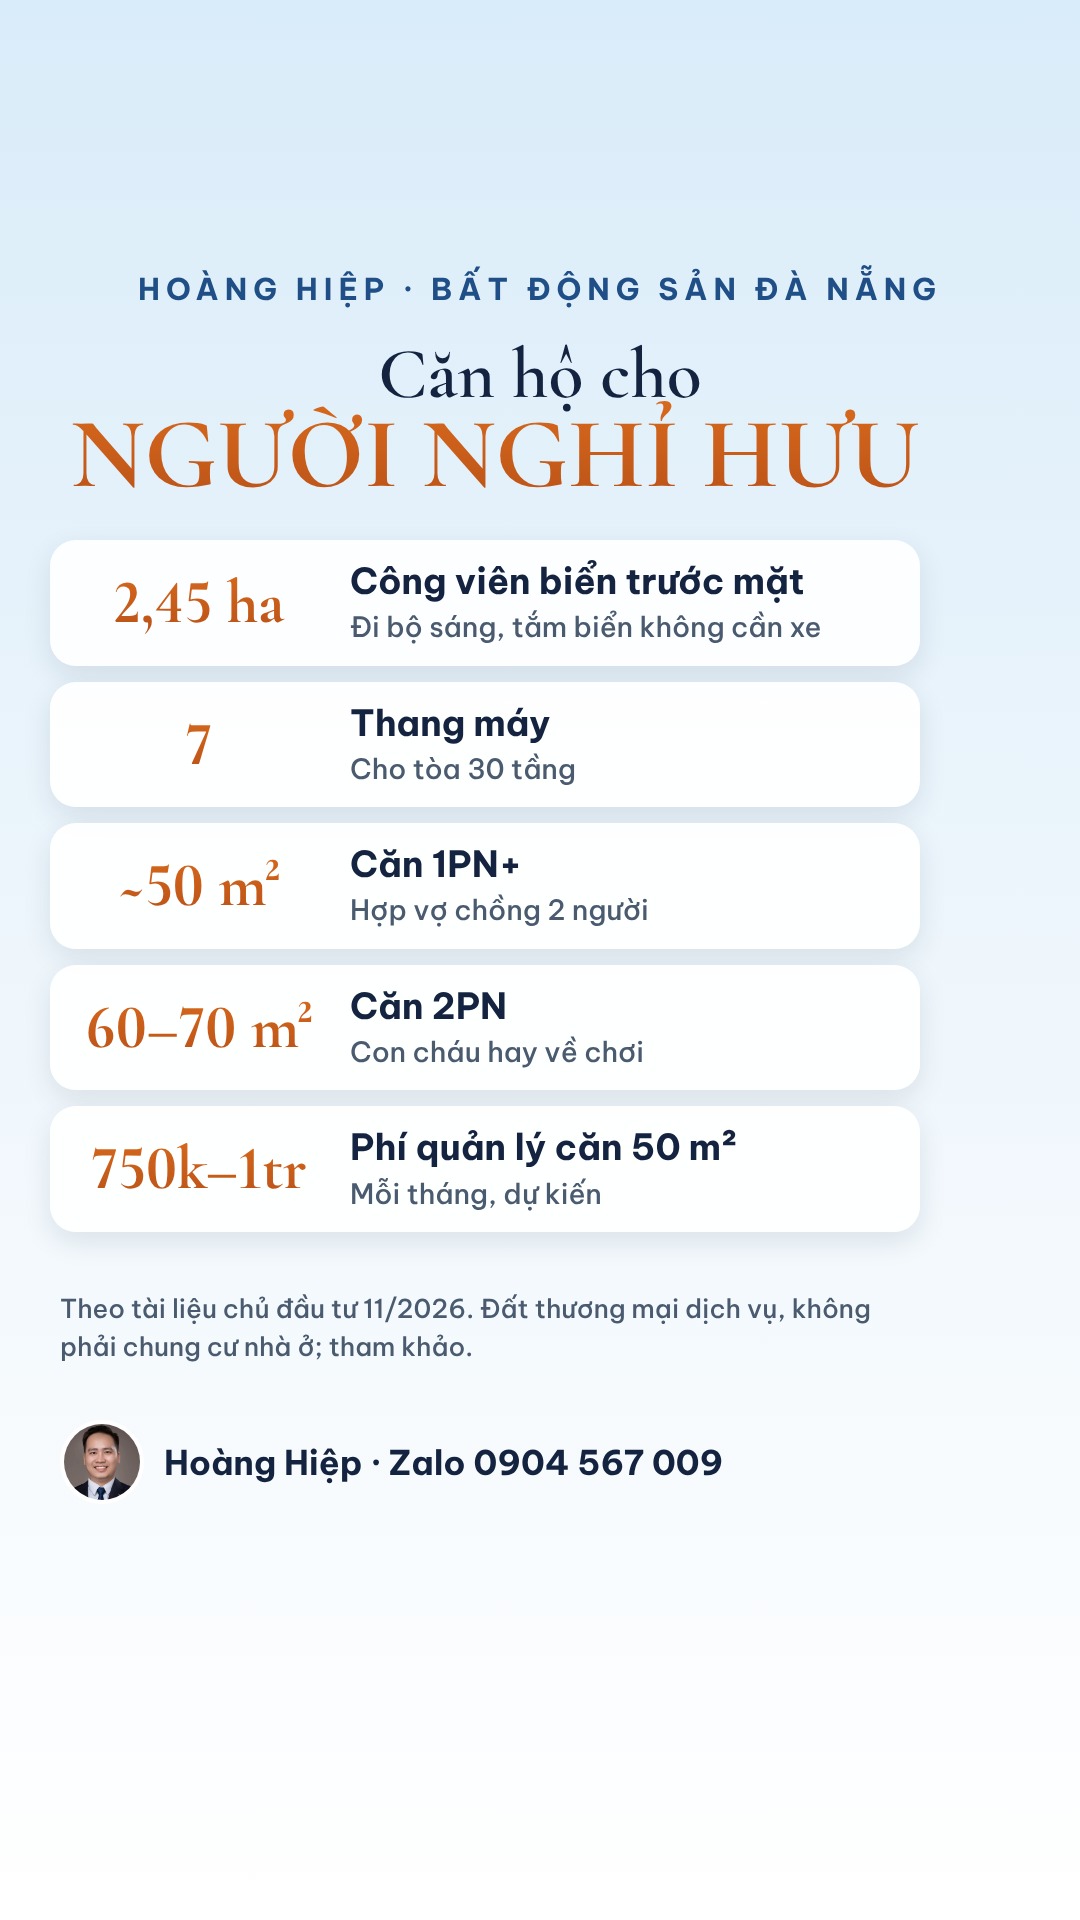 HOÀNG HIỆP · BẤT ĐỘNG SẢN ĐÀ NẴNG
Căn hộ cho
NGƯỜI NGHỈ HƯU
2,45 ha
Công viên biển trước mặt
Đi bộ sáng, tắm biển không cần xe
7
Thang máy
Cho tòa 30 tầng
~50 m²
Căn 1PN+
Hợp vợ chồng 2 người
60–70 m²
Căn 2PN
Con cháu hay về chơi
750k–1tr
Phí quản lý căn 50 m²
Mỗi tháng, dự kiến
Theo tài liệu chủ đầu tư 11/2026. Đất thương mại dịch vụ, không
phải chung cư nhà ở; tham khảo.
Hoàng Hiệp · Zalo 0904 567 009